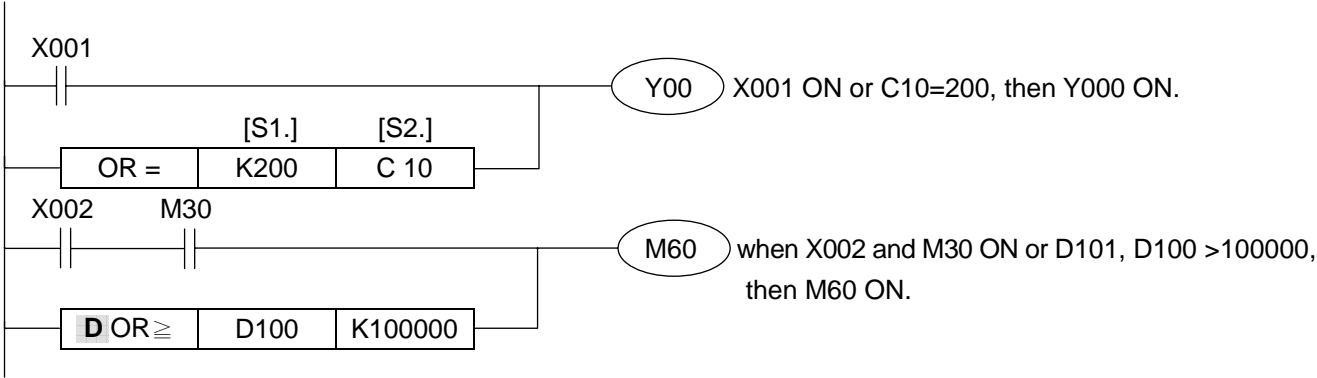 X001
Y00 X001 ON or C10=200, then Y000 ON.
[S1.] [S2.]
OR = K200 C 10
X002 M30
M60 when X002 and M30 ON or D101, D100 >100000,
then M60 ON.
D OR≧ D100 K100000